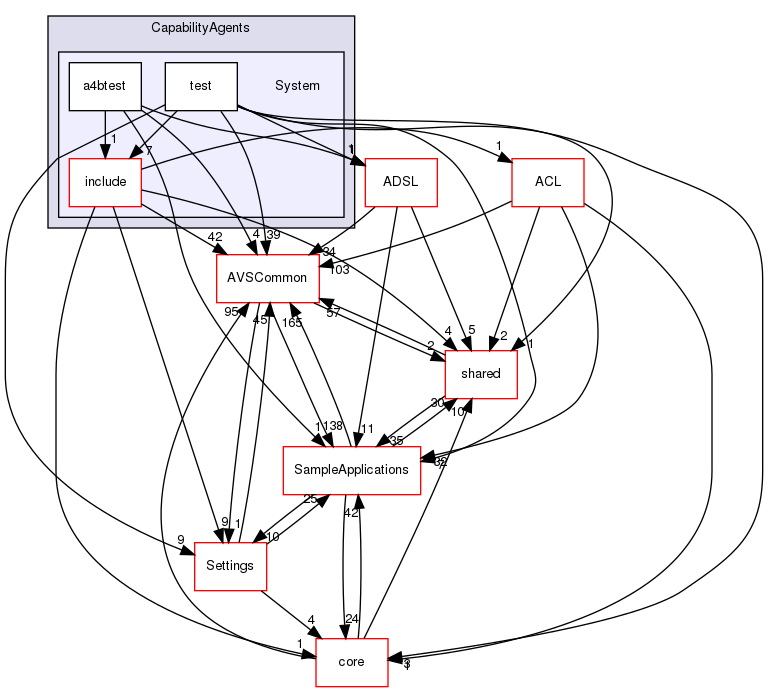 CapabilityAgents
a4btest
test
System
1
7
1
1
include
ADSL
ACL
42
4
39
34
103
AVSCommon
95
45
165
57
2
4
5
2
1
shared
1
138
11
30
35
10
SampleApplications
32
9
9
1
25
10
42
Settings
4
24
1
core
3